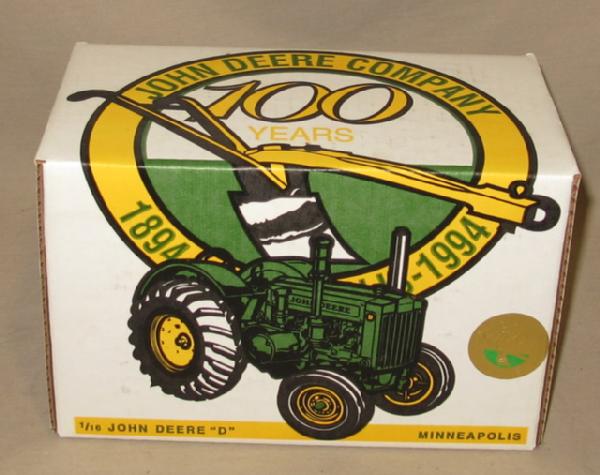 JOHN DEERE COMPANY
100
YEARS
1894
-1994
JOHN DEERE
1/16 JOHN DEERE "D"
MINNEAPOLIS